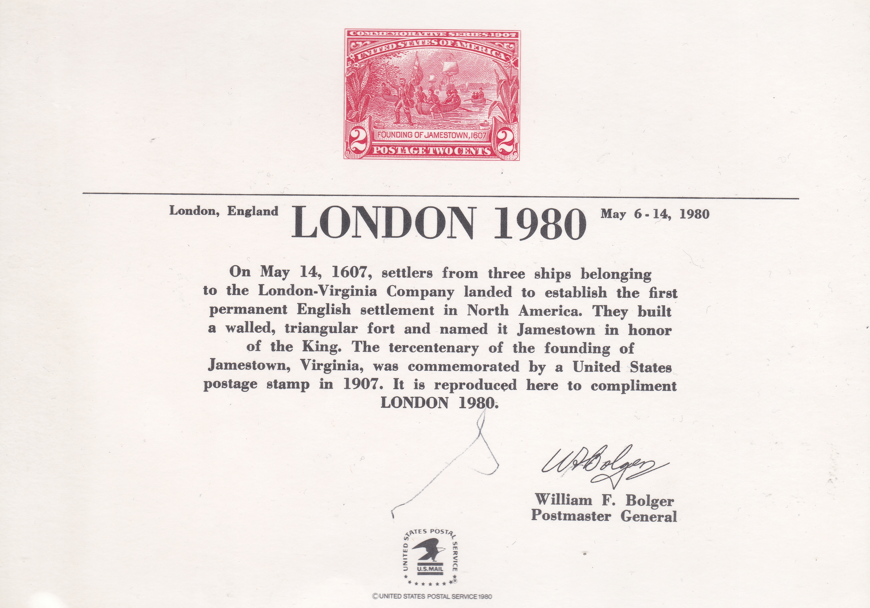 COMMEMORATIVE SERIES, 1907
UNITED STATES OF AMERICA
FOUNDING OF JAMESTOWN, 1607
2 2
POSTAGE TWO CENTS
London, England LONDON 1980 May 6 - 14, 1980
On May 14, 1607, settlers from three ships belonging
to the London-Virginia Company landed to establish the first
permanent English settlement in North America. They built
a walled, triangular fort and named it Jamestown in honor
of the King. The tercentenary of the founding of
Jamestown, Virginia, was commemorated by a United States
postage stamp in 1907. It is reproduced here to compliment
LONDON 1980.
WFBolger
William F. Bolger
Postmaster General
UNITED STATES POSTAL SERVICE
U.S.MAIL
© UNITED STATES POSTAL SERVICE 1980